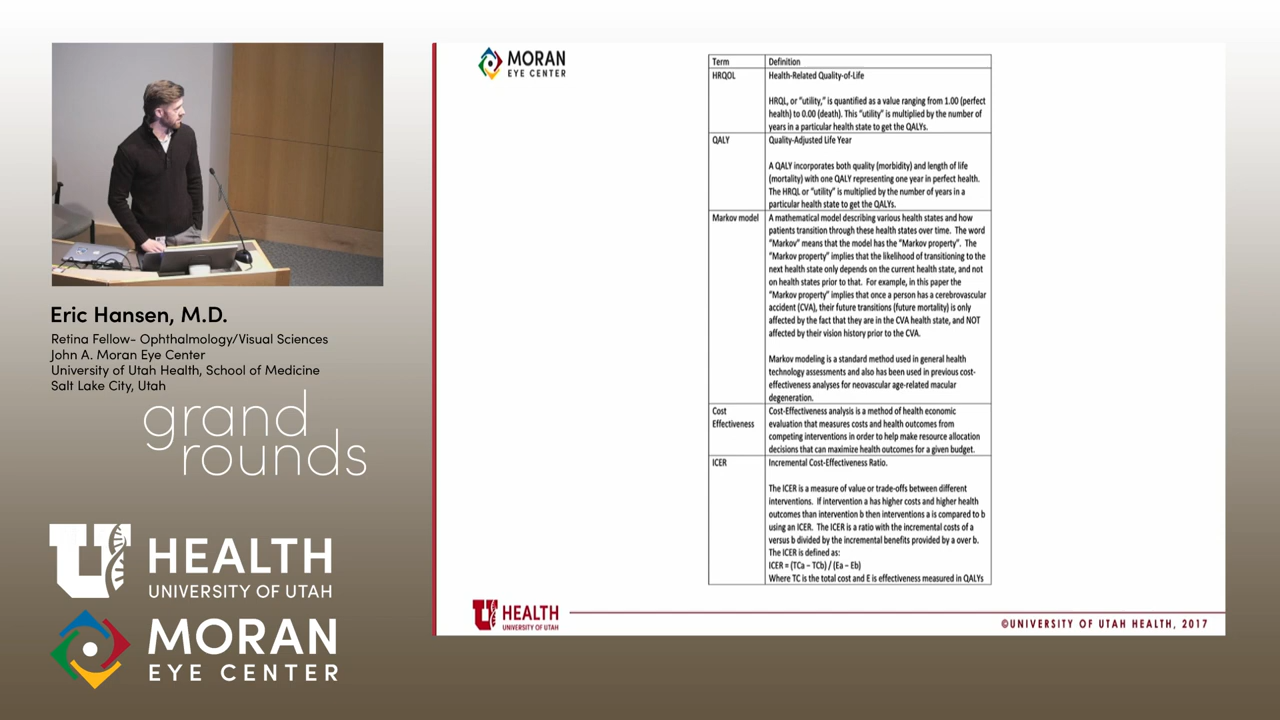 Eric Hansen, M.D.
Retina Fellow- Ophthalmology/Visual Sciences
John A. Moran Eye Center
University of Utah Health, School of Medicine
Salt Lake City, Utah
grand
rounds
U
HEALTH
UNIVERSITY OF UTAH
MORAN
EYE CENTER
MORAN
EYE CENTER
Term Definition
HRQOL Health-Related Quality-of-Life
HRQL, or "utility," is quantified as a value ranging from 1.00 (perfect
health) to 0.00 (death). This "utility" is multiplied by the number of
years in a particular health state to get the QALYs.
QALY Quality-Adjusted Life Year
A QALY incorporates both quality (morbidity) and length of life
(mortality) with one QALY representing one year in perfect health.
The HRQL or "utility" is multiplied by the number of years in a
particular health state to get the QALYs.
Markov model A mathematical model describing various health states and how
patients transition through these health states over time. The word
"Markov" means that the model has the "Markov property". The
"Markov property" implies that the likelihood of transitioning to the
next health state only depends on the current health state, and not
on health states prior to that. For example, in this paper the
"Markov property" implies that once a person has a cerebrovascular
accident (CVA), their future transitions (future mortality) is only
affected by the fact that they are in the CVA health state, and NOT
affected by their vision history prior to the CVA.
Markov modeling is a standard method used in general health
technology assessments and also has been used in previous cost-
effectiveness analyses for neovascular age-related macular
degeneration.
Cost Cost-Effectiveness analysis is a method of health economic
Effectiveness evaluation that measures costs and health outcomes from
competing interventions in order to help make resource allocation
decisions that can maximize health outcomes for a given budget.
ICER Incremental Cost-Effectiveness Ratio.
The ICER is a measure of value or trade-offs between different
interventions. If intervention a has higher costs and higher health
outcomes than intervention b then interventions a is compared to b
using an ICER. The ICER is a ratio with the incremental costs of a
versus b divided by the incremental benefits provided by a over b.
The ICER is defined as:
ICER = (TCa – TCb) / (Ea – Eb)
Where TC is the total cost and E is effectiveness measured in QALYs
U
HEALTH
UNIVERSITY OF UTAH
©UNIVERSITY OF UTAH HEALTH, 2017